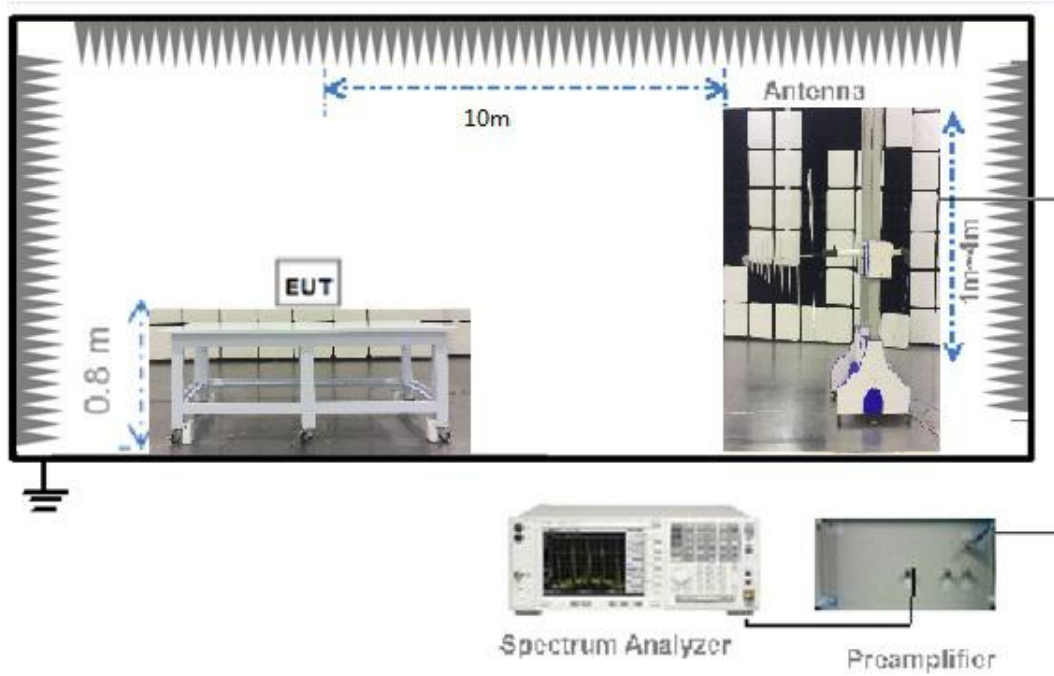 Antenna
10m
1m~4m
EUT
0.8 m
Spectrum Analyzer
Preamplifier